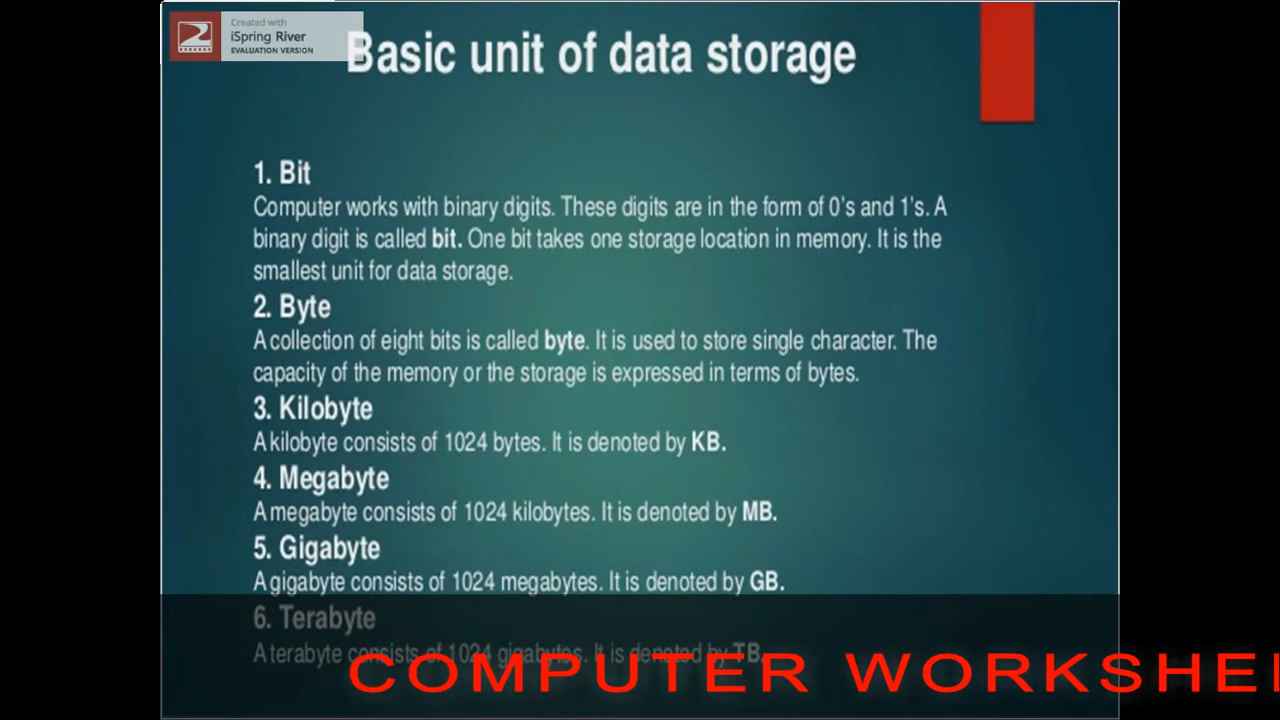 Created with
iSpring River
EVALUATION VERSION
Basic unit of data storage
1. Bit
Computer works with binary digits. These digits are in the form of 0's and 1's. A
binary digit is called bit. One bit takes one storage location in memory. It is the
smallest unit for data storage.
2. Byte
A collection of eight bits is called byte. It is used to store single character. The
capacity of the memory or the storage is expressed in terms of bytes.
3. Kilobyte
A kilobyte consists of 1024 bytes. It is denoted by KB.
4. Megabyte
A megabyte consists of 1024 kilobytes. It is denoted by MB.
5. Gigabyte
A gigabyte consists of 1024 megabytes. It is denoted by GB.
6. Terabyte
A terabyte consists of 1024 gigabytes. It is denoted by TB.
COMPUTER WORKSHE